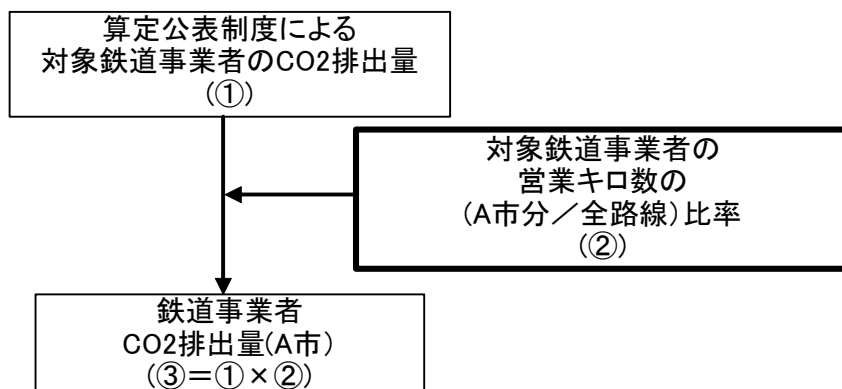 算定公表制度による
対象鉄道事業者のCO2排出量
(①)
対象鉄道事業者の
営業キロ数の
(A市分／全路線)比率
(②)
鉄道事業者
CO2排出量(A市)
(③＝①×②)